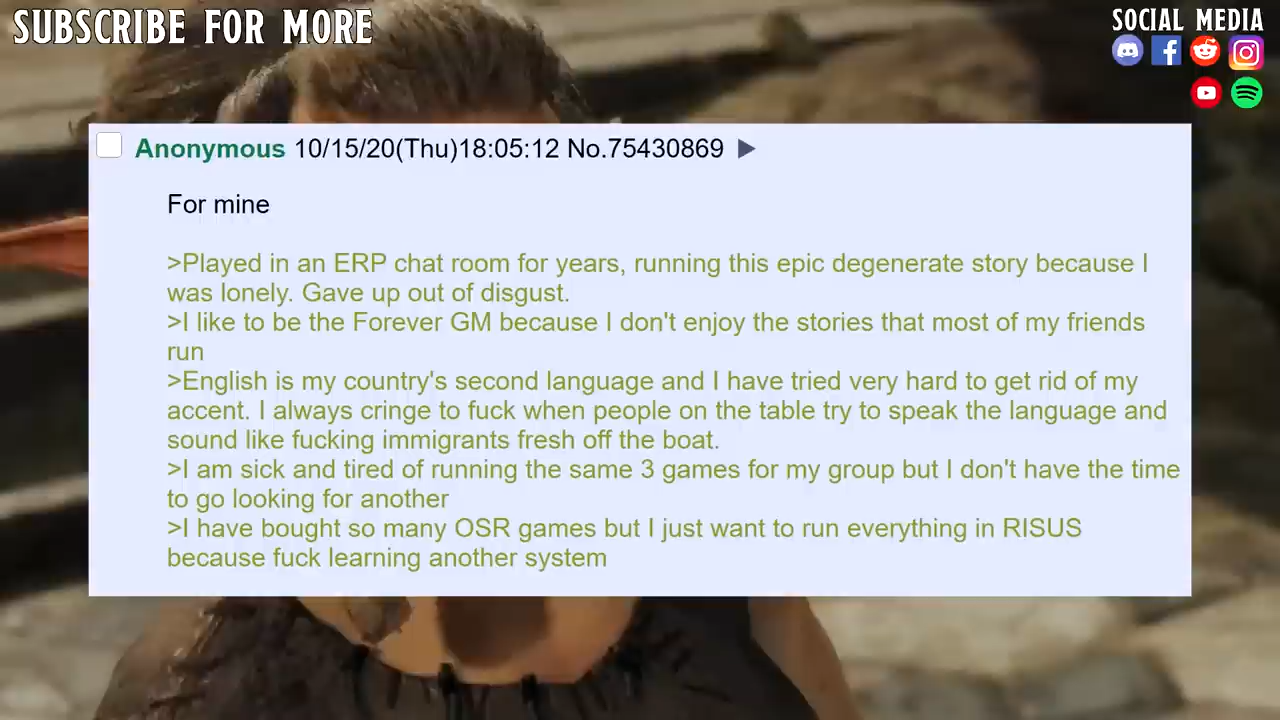 SUBSCRIBE FOR MORE
SOCIAL MEDIA
Anonymous 10/15/20(Thu)18:05:12 No.75430869
For mine
>Played in an ERP chat room for years, running this epic degenerate story because I
was lonely. Gave up out of disgust.
>I like to be the Forever GM because I don't enjoy the stories that most of my friends
run
>English is my country's second language and I have tried very hard to get rid of my
accent. I always cringe to fuck when people on the table try to speak the language and
sound like fucking immigrants fresh off the boat.
>I am sick and tired of running the same 3 games for my group but I don't have the time
to go looking for another
>I have bought so many OSR games but I just want to run everything in RISUS
because fuck learning another system